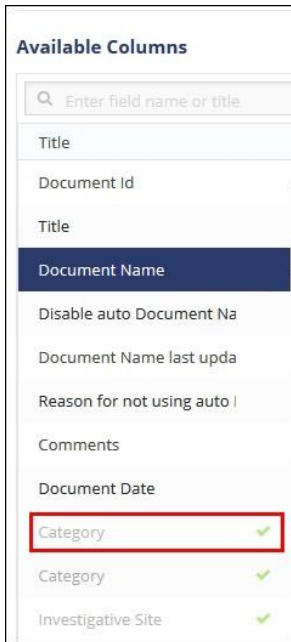 Available Columns
Enter field name or title
Title
Document Id
Title
Document Name
Disable auto Document Na
Document Name last upda
Reason for not using auto
Comments
Document Date
Category
Category
Investigative Site